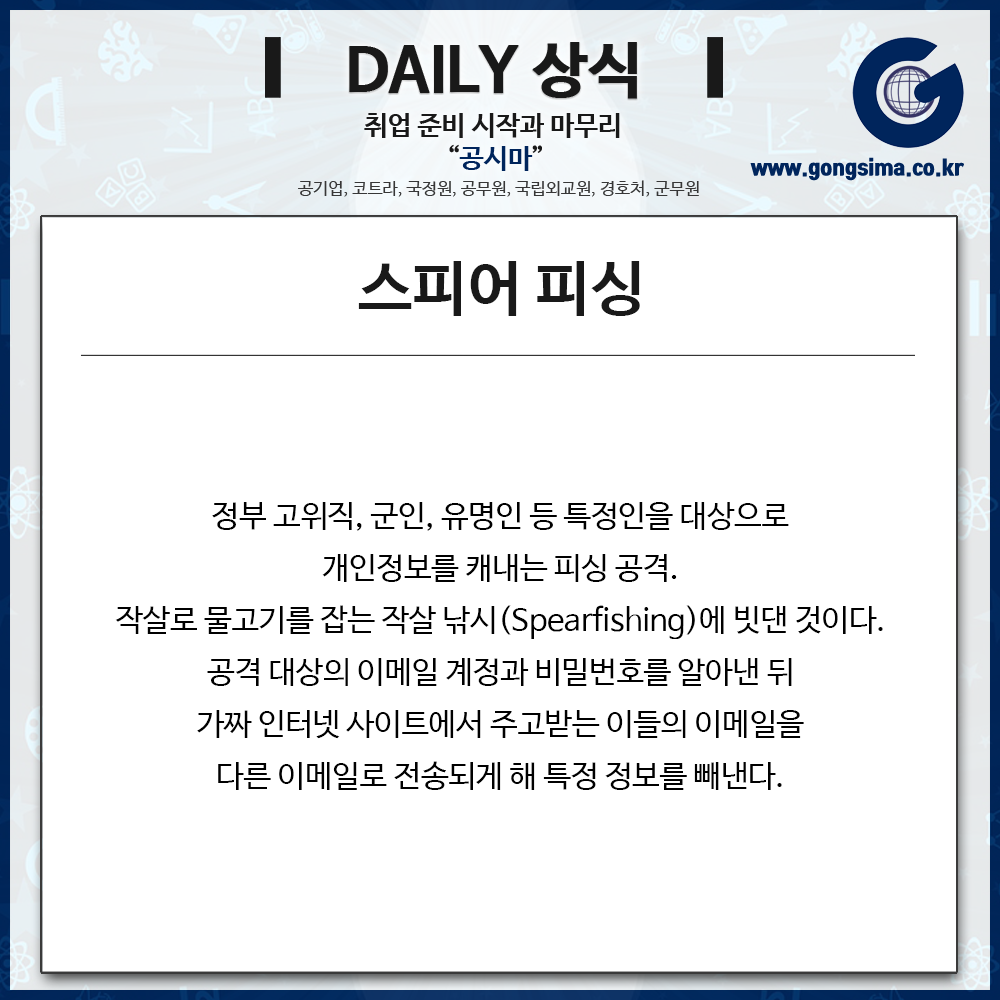 DAILY 상식
취업 준비 시작과 마무리
“공시마”
공기업, 코트라, 국정원, 공무원, 국립외교원, 경호처, 군무원
www.gongsima.co.kr
스피어 피싱
정부 고위직, 군인, 유명인 등 특정인을 대상으로
개인정보를 캐내는 피싱 공격.
작살로 물고기를 잡는 작살 낚시(Spearfishing)에 빗댄 것이다.
공격 대상의 이메일 계정과 비밀번호를 알아낸 뒤
가짜 인터넷 사이트에서 주고받는 이들의 이메일을
다른 이메일로 전송되게 해 특정 정보를 빼낸다.